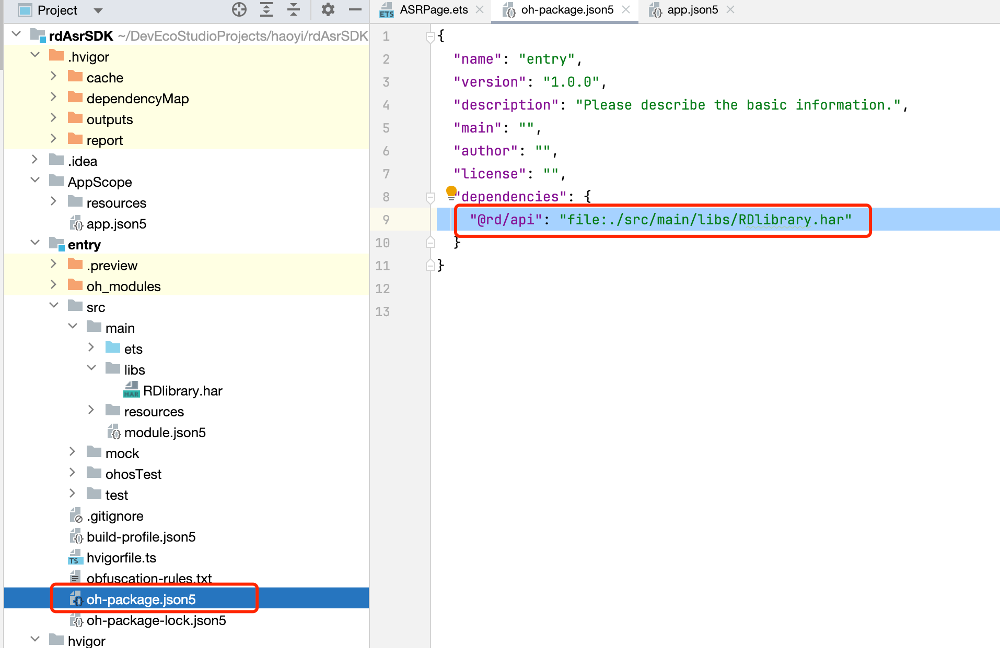 Project
rdAsrSDK ~/DevEcoStudioProjects/haoyi/rdAsrSDK
.hvigor
cache
dependencyMap
outputs
report
.idea
AppScope
resources
app.json5
entry
.preview
oh_modules
src
main
ets
libs
HAR RDlibrary.har
resources
module.json5
mock
ohosTest
test
.gitignore
build-profile.json5
TS hvigorfile.ts
obfuscation-rules.txt
oh-package.json5
oh-package-lock.json5
hvigor
ETS ASRPage.ets
oh-package.json5
app.json5
1 {
2 "name": "entry",
3 "version": "1.0.0",
4 "description": "Please describe the basic information.",
5 "main": "",
6 "author": "",
7 "license": "",
8 "dependencies": {
9 "@rd/api": "file:./src/main/libs/RDlibrary.har"
10 }
11 }
12
13